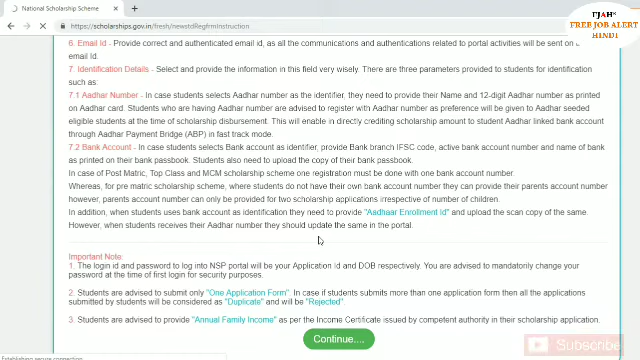 National Scholarship Scheme
https://scholarships.gov.in/fresh/newstdRegfrmInstruction
FJAH
FREE JOB ALERT
HINDI
6. Email Id - Provide correct and authenticated email id, as all the communications and authentications related to portal activities will be sent on
email Id.
7. Identification Details - Select and provide the information in this field very wisely. There are three parameters provided to students for identification
such as:
7.1 Aadhar Number - In case students selects Aadhar number as the identifier, they need to provide their Name and 12-digit Aadhar number as printed
on Aadhar card. Students who are having Aadhar number are advised to register with Aadhar number as preference will be given to Aadhar seeded
eligible students at the time of scholarship disbursement. This will enable in directly crediting scholarship amount to student Aadhar linked bank account
through Aadhar Payment Bridge (ABP) in fast track mode.
7.2 Bank Account - In case students selects Bank account as identifier, provide Bank branch IFSC code, active bank account number and name of bank
as printed on their bank passbook. Students also need to upload the copy of their bank passbook.
In case of Post Matric, Top Class and MCM scholarship scheme one registration must be done with one bank account number.
Whereas, for pre matric scholarship scheme, where students do not have their own bank account number they can provide their parents account number
however, parents account number can only be provided for two scholarship applications irrespective of number of children.
In addition, when students uses bank account as identification they need to provide "Aadhaar Enrollment Id" and upload the scan copy of the same.
However, when students receives their Aadhar number they should update the same in the portal.
Important Note:
1. The login id and password to log into NSP portal will be your Application Id and DOB respectively. You are advised to mandatorily change your
password at the time of first login for security purposes.
2. Students are advised to submit only "One Application Form". In case if students submits more than one application form then all the applications
submitted by students will be considered as "Duplicate" and will be "Rejected".
3. Students are advised to provide "Annual Family Income" as per the Income Certificate issued by competent authority in their scholarship application.
Continue....
Subscribe
Establishing secure connection...